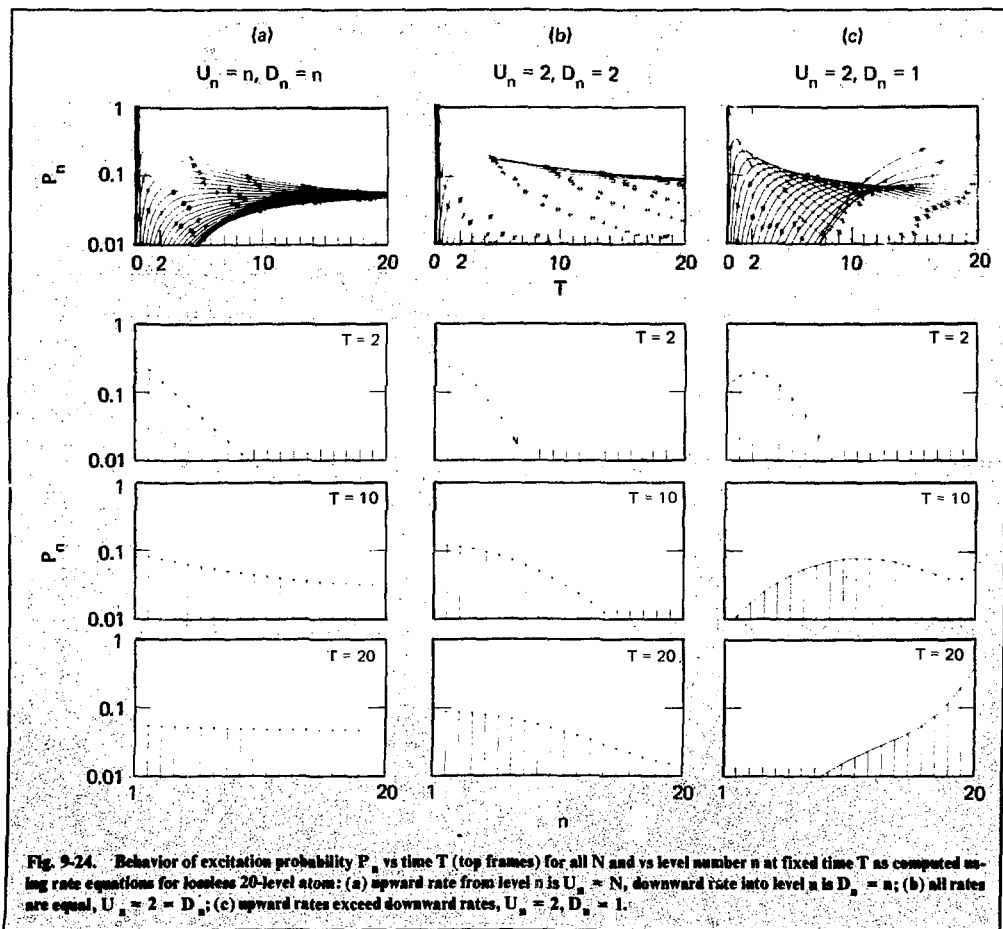 (a) (b) (c)
U_n = n, D_n = n U_n = 2, D_n = 2 U_n = 2, D_n = 1
1
P_n 0.1
0.01
0 2 10 20 0 2 10 20 0 2 10 20
T
1 T = 2 T = 2 T = 2
0.1
0.01
1 T = 10 T = 10 T = 10
P_n 0.1
0.01
1 T = 20 T = 20 T = 20
0.1
0.01
1 20 1 20 1 20
n
Fig. 9-24. Behavior of excitation probability P_n vs time T (top frames) for all N and vs level number n at fixed time T as computed us-
ing rate equations for lossless 20-level atom: (a) upward rate from level n is U_n = N, downward rate into level n is D_n = n; (b) all rates
are equal, U_n = 2 = D_n; (c) upward rates exceed downward rates, U_n = 2, D_n = 1.